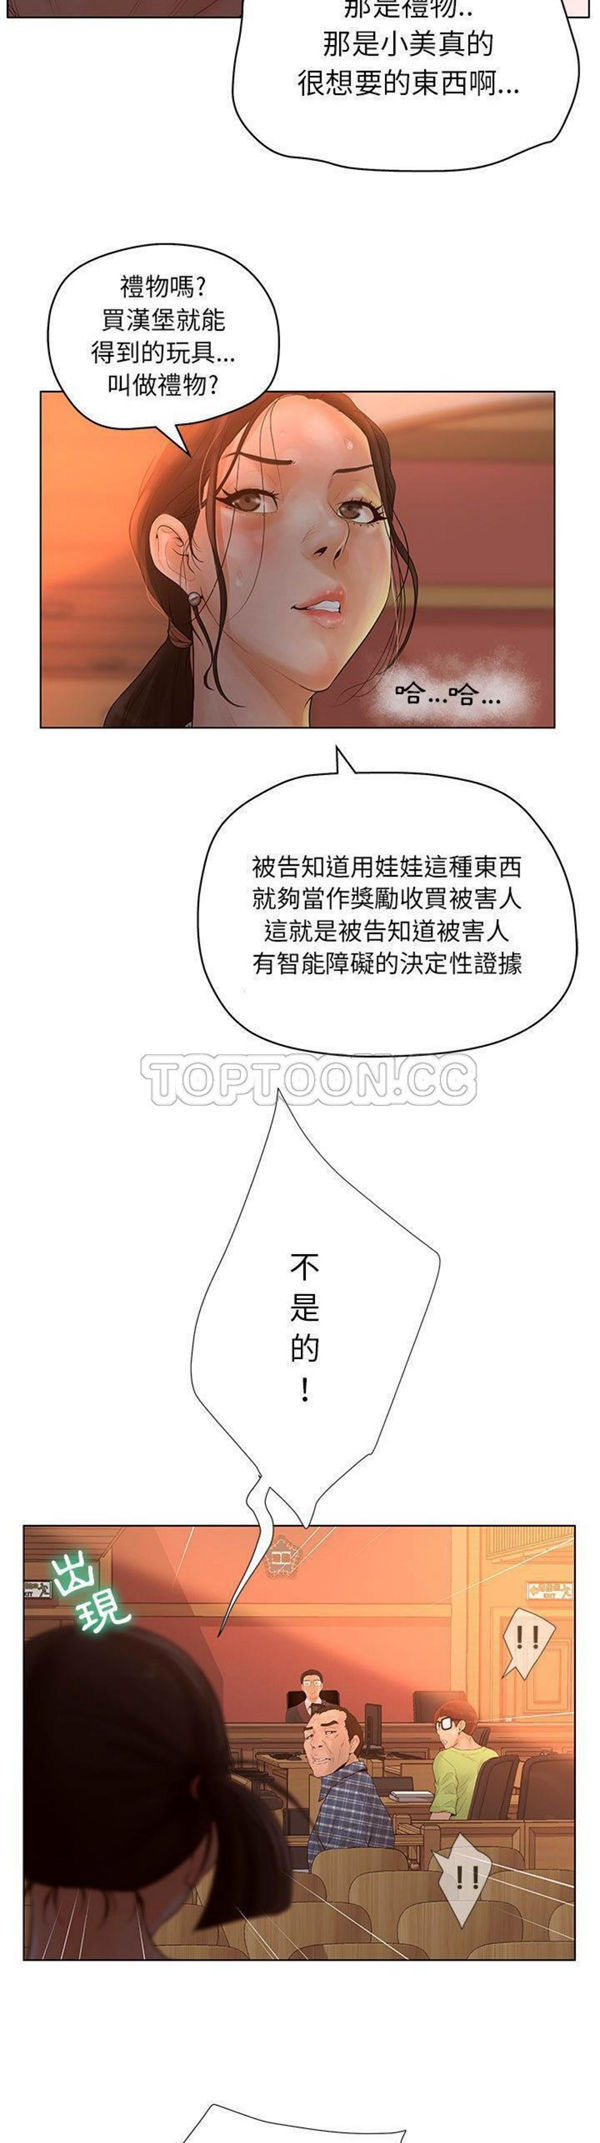 那是禮物..
那是小美真的
很想要的東西啊...
禮物嗎?
買漢堡就能
得到的玩具...
叫做禮物?
哈...哈...
被告知道用娃娃這種東西
就夠當作獎勵收買被害人
這就是被告知道被害人
有智能障礙的決定性證據
TOPTOON.CC
不是的！
出現
EXIT
EXIT
!!
!!